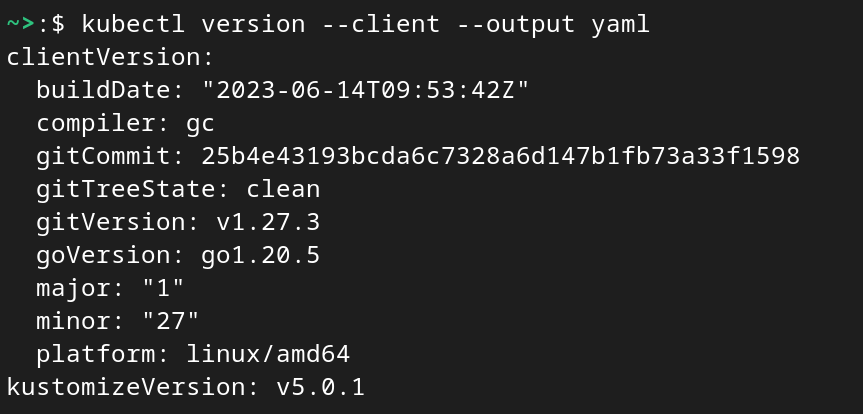 ~>:$ kubectl version --client --output yaml
clientVersion:
  buildDate: "2023-06-14T09:53:42Z"
  compiler: gc
  gitCommit: 25b4e43193bcda6c7328a6d147b1fb73a33f1598
  gitTreeState: clean
  gitVersion: v1.27.3
  goVersion: go1.20.5
  major: "1"
  minor: "27"
  platform: linux/amd64
kustomizeVersion: v5.0.1